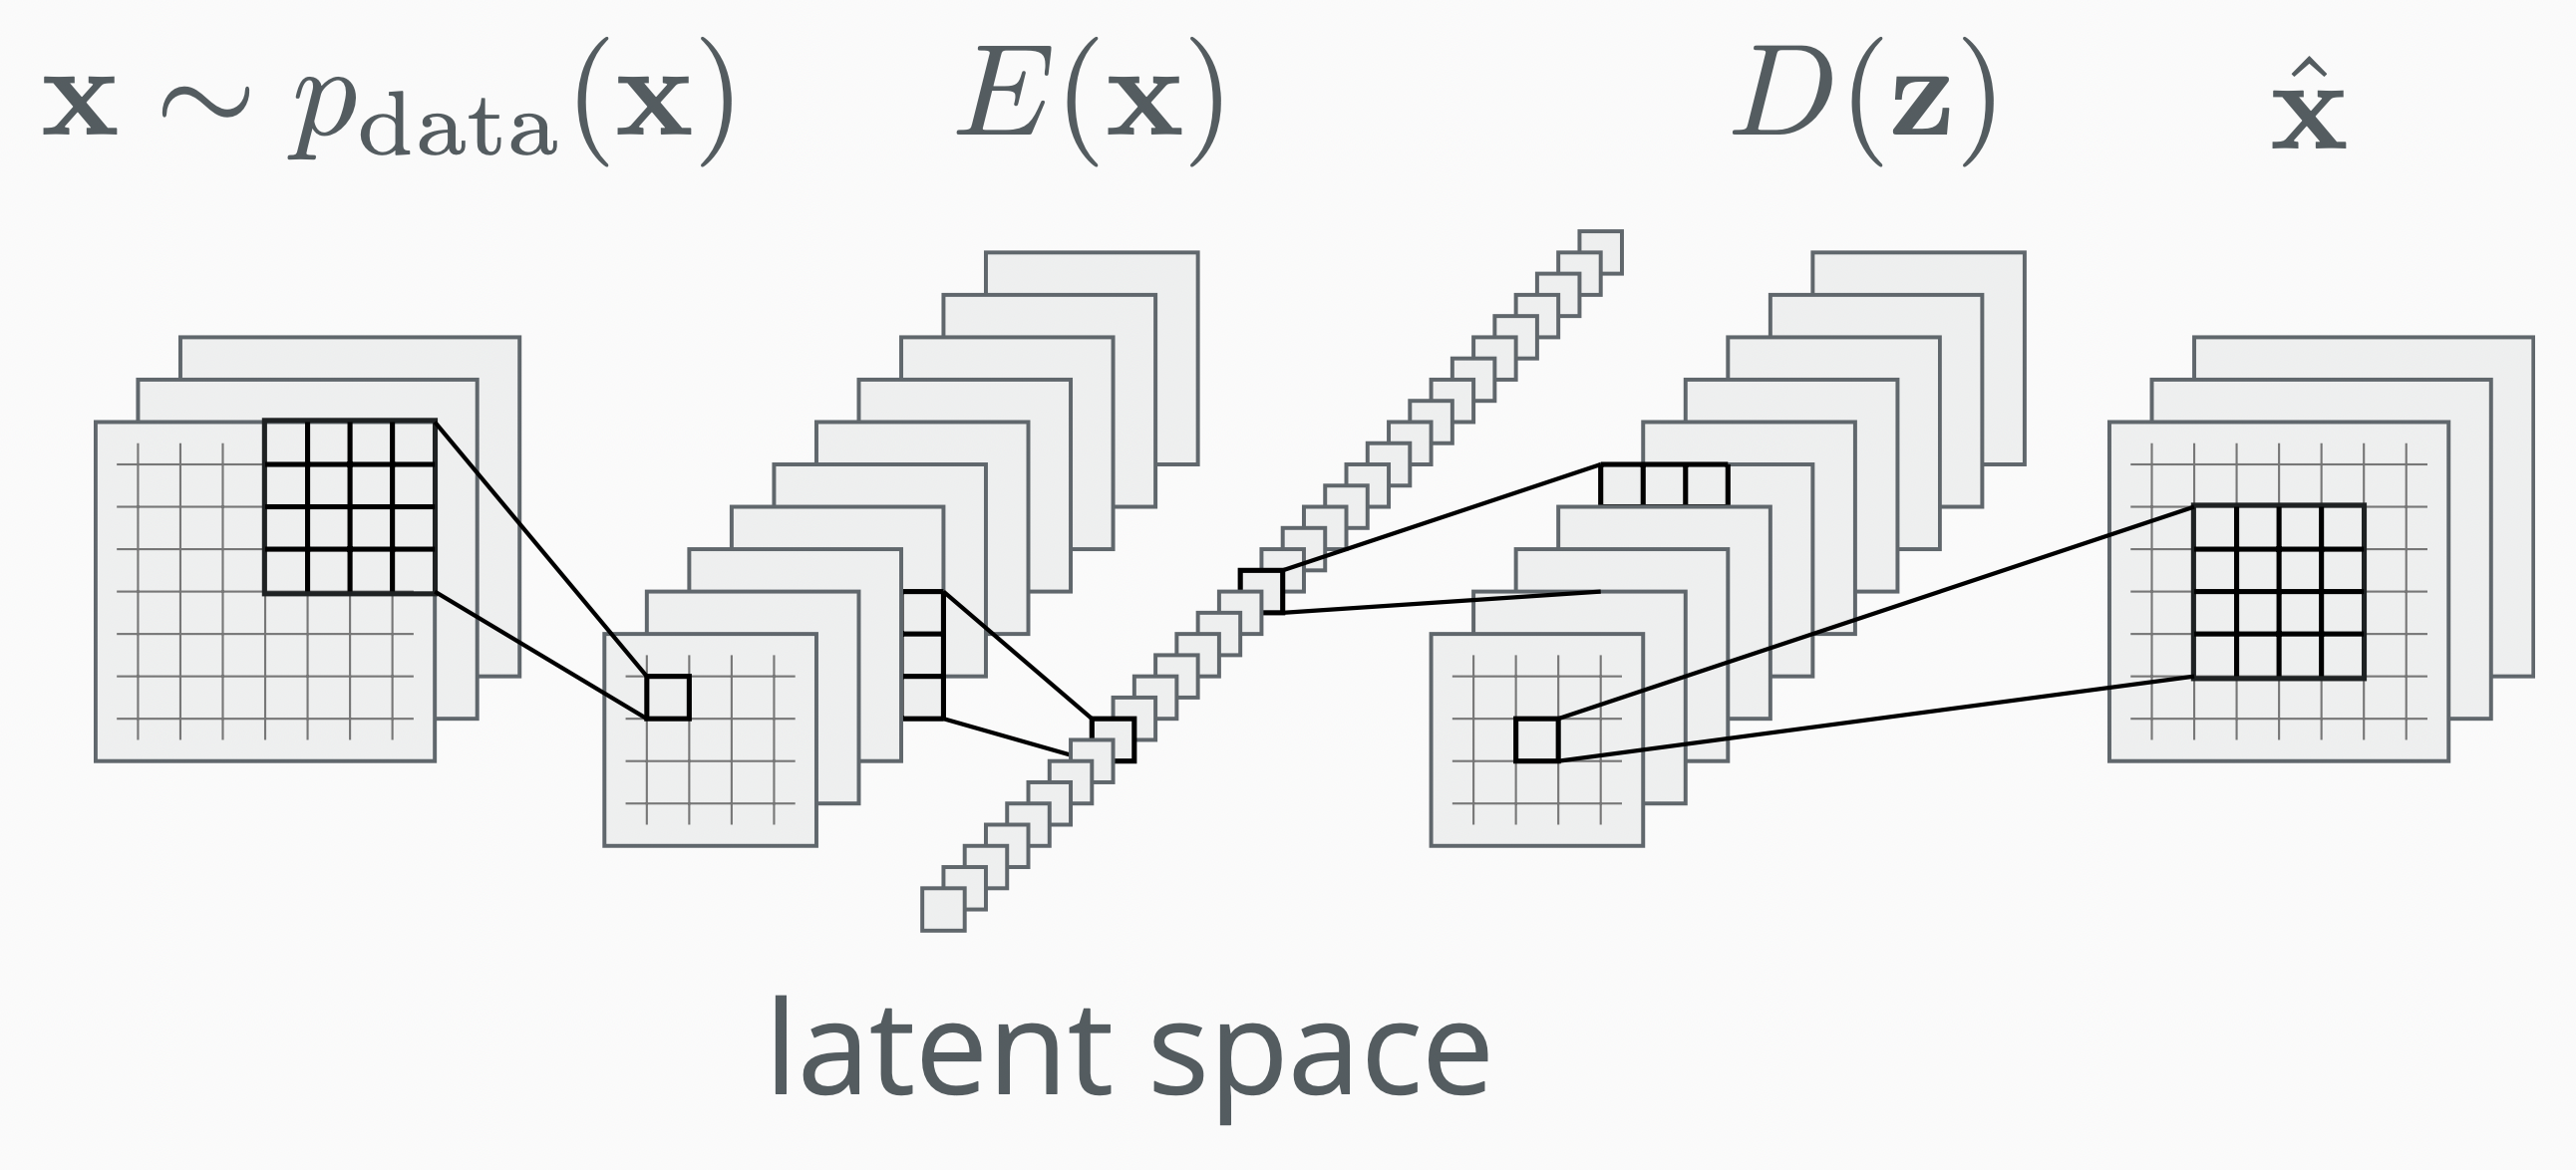 x ∼ p_data(x) E(x) D(z) x̂
latent space